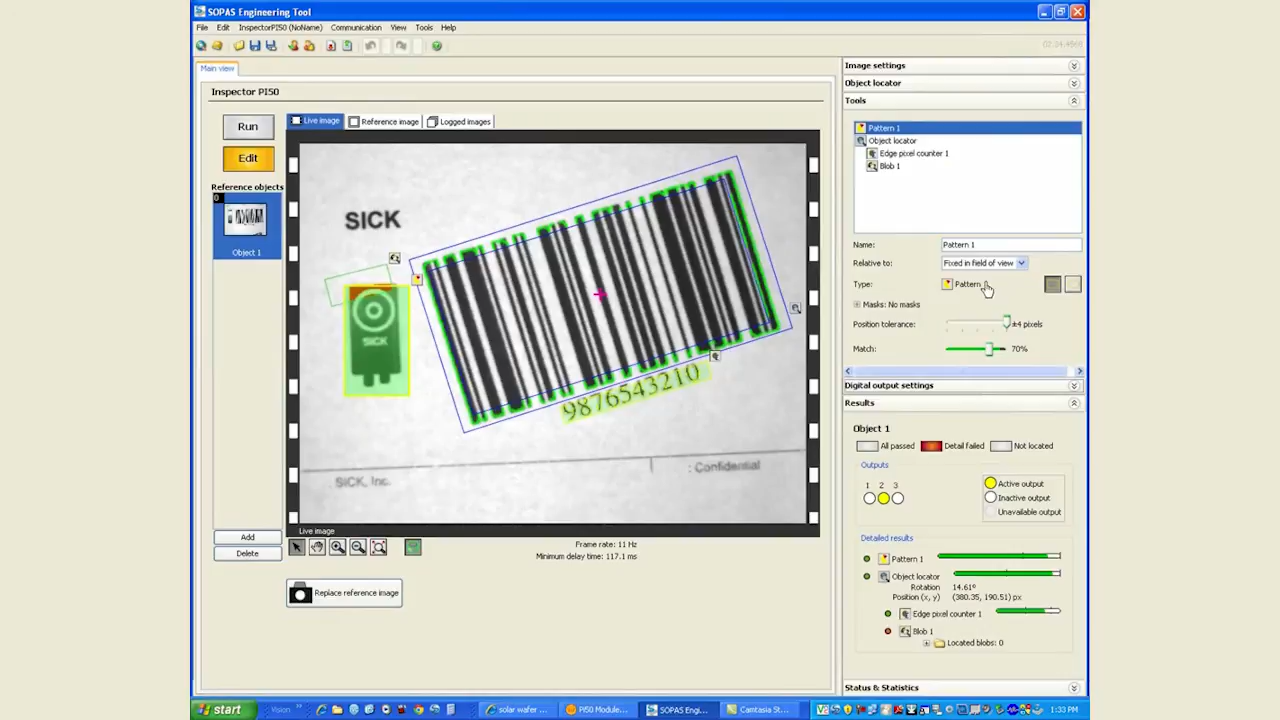 SOPAS Engineering Tool
File Edit InspectorPI50 (NoName) Communication View Tools Help
02.04.4560
Main view
Inspector PI50
Run
Edit
Reference objects
0
Object 1
Add
Delete
Live image Reference image Logged images
SICK
SICK
9876543210
: Confidential
SICK, Inc.
Live image
Frame rate: 11 Hz
Minimum delay time: 117.1 ms
Replace reference image
Image settings
Object locator
Tools
Pattern 1
Object locator
Edge pixel counter 1
Blob 1
Name: Pattern 1
Relative to: Fixed in field of view
Type: Pattern
Masks: No masks
Position tolerance: ±4 pixels
Match: 70%
Digital output settings
Results
Object 1
All passed Detail failed Not located
Outputs
1 2 3
Active output
Inactive output
Unavailable output
Detailed results
Pattern 1
Object locator
Rotation 14.61°
Position (x, y) (380.35, 190.51) px
Edge pixel counter 1
Blob 1
Located blobs: 0
Status & Statistics
start Vision » solar wafer ... PI50 Module... SOPAS Engi... Camtasia St... 1:33 PM